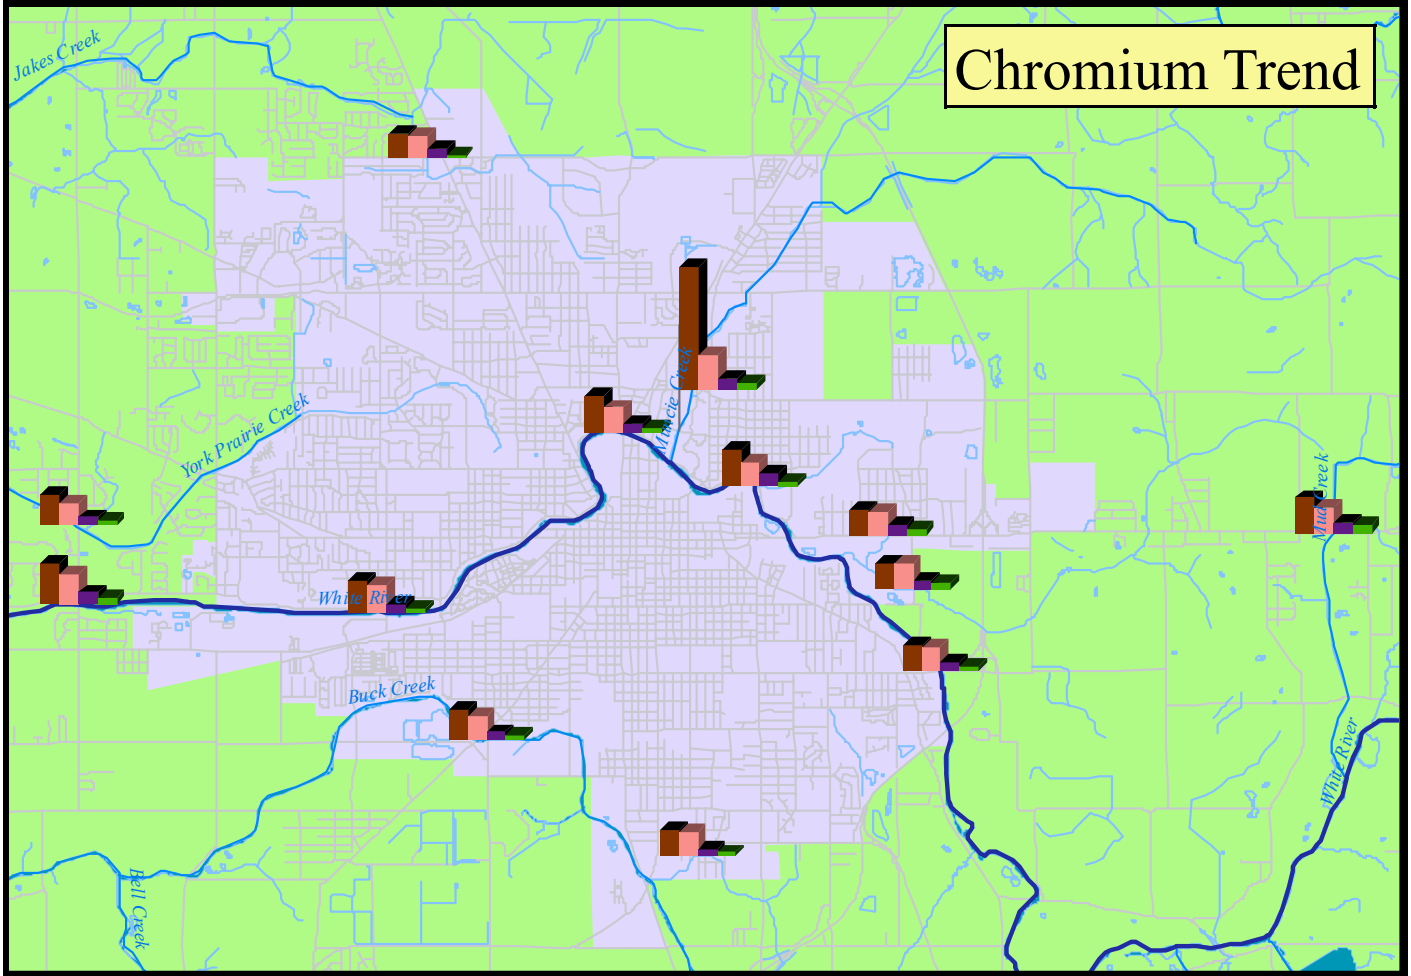 Jakes Creek
Chromium Trend
Muncie Creek
York Prairie Creek
Mud Creek
White River
Buck Creek
White River
Bell Creek